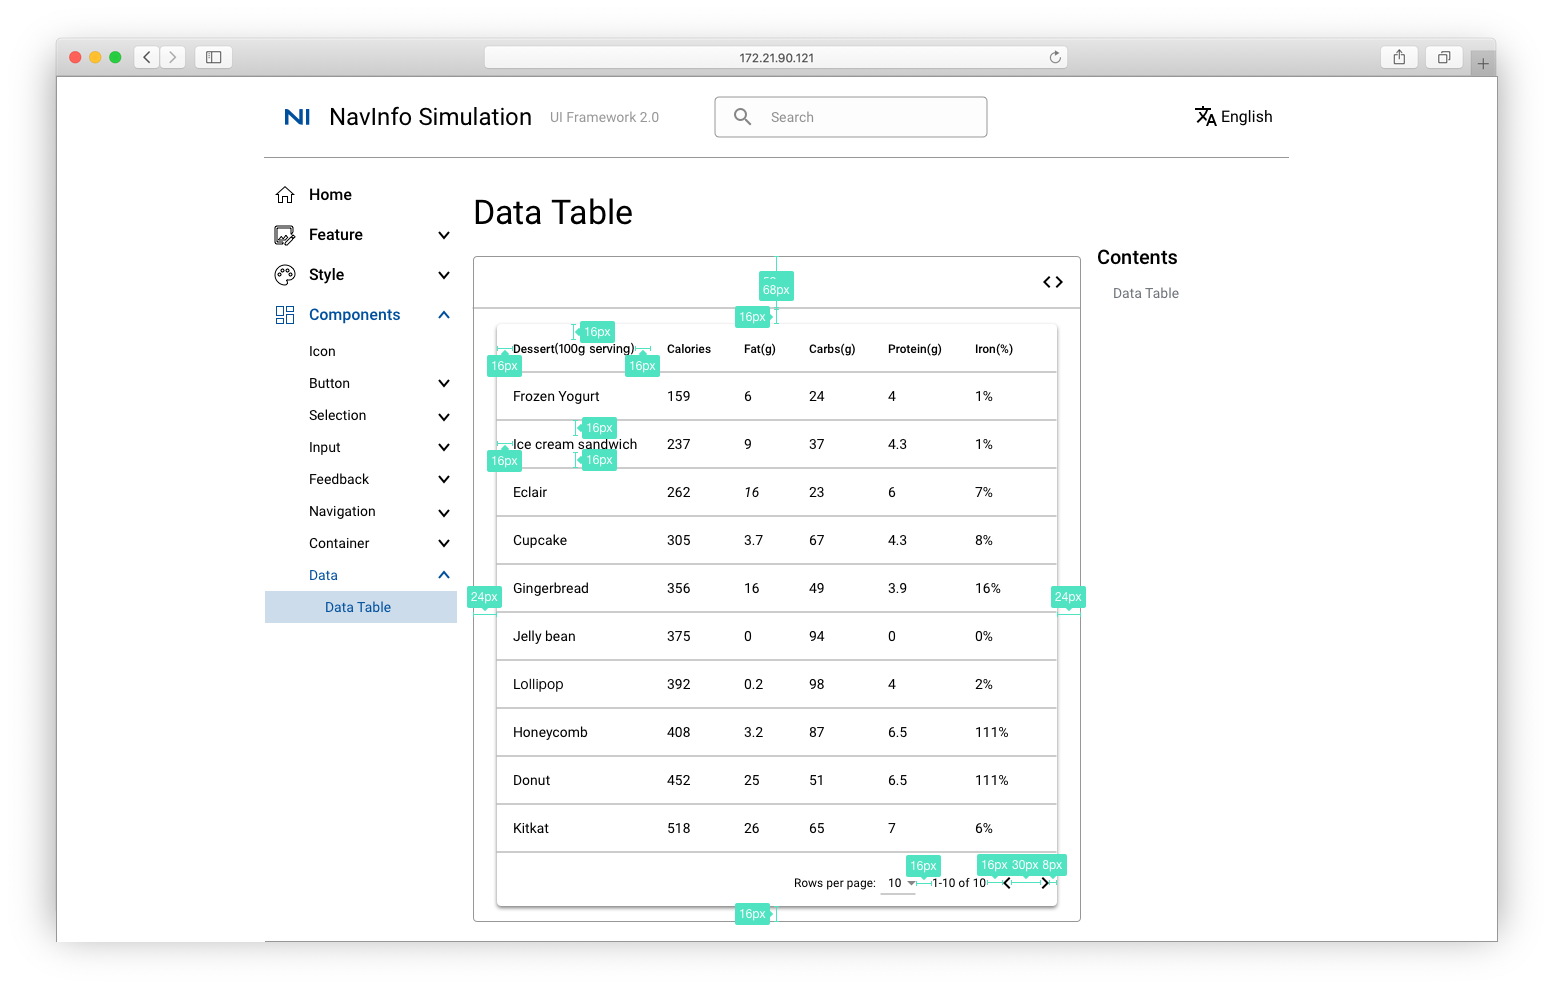 172.21.90.121
NI NavInfo Simulation UI Framework 2.0 Search English
Home
Feature
Style
Components
Icon
Button
Selection
Input
Feedback
Navigation
Container
Data
Data Table
Data Table
68px
16px
16px
Dessert(100g serving) Calories Fat(g) Carbs(g) Protein(g) Iron(%)
16px 16px
Frozen Yogurt 159 6 24 4 1%
16px
Ice cream sandwich 237 9 37 4.3 1%
16px 16px
Eclair 262 16 23 6 7%
Cupcake 305 3.7 67 4.3 8%
Gingerbread 356 16 49 3.9 16%
24px 24px
Jelly bean 375 0 94 0 0%
Lollipop 392 0.2 98 4 2%
Honeycomb 408 3.2 87 6.5 111%
Donut 452 25 51 6.5 111%
Kitkat 518 26 65 7 6%
16px 16px 30px 8px
Rows per page: 10 1-10 of 10
16px
Contents
Data Table